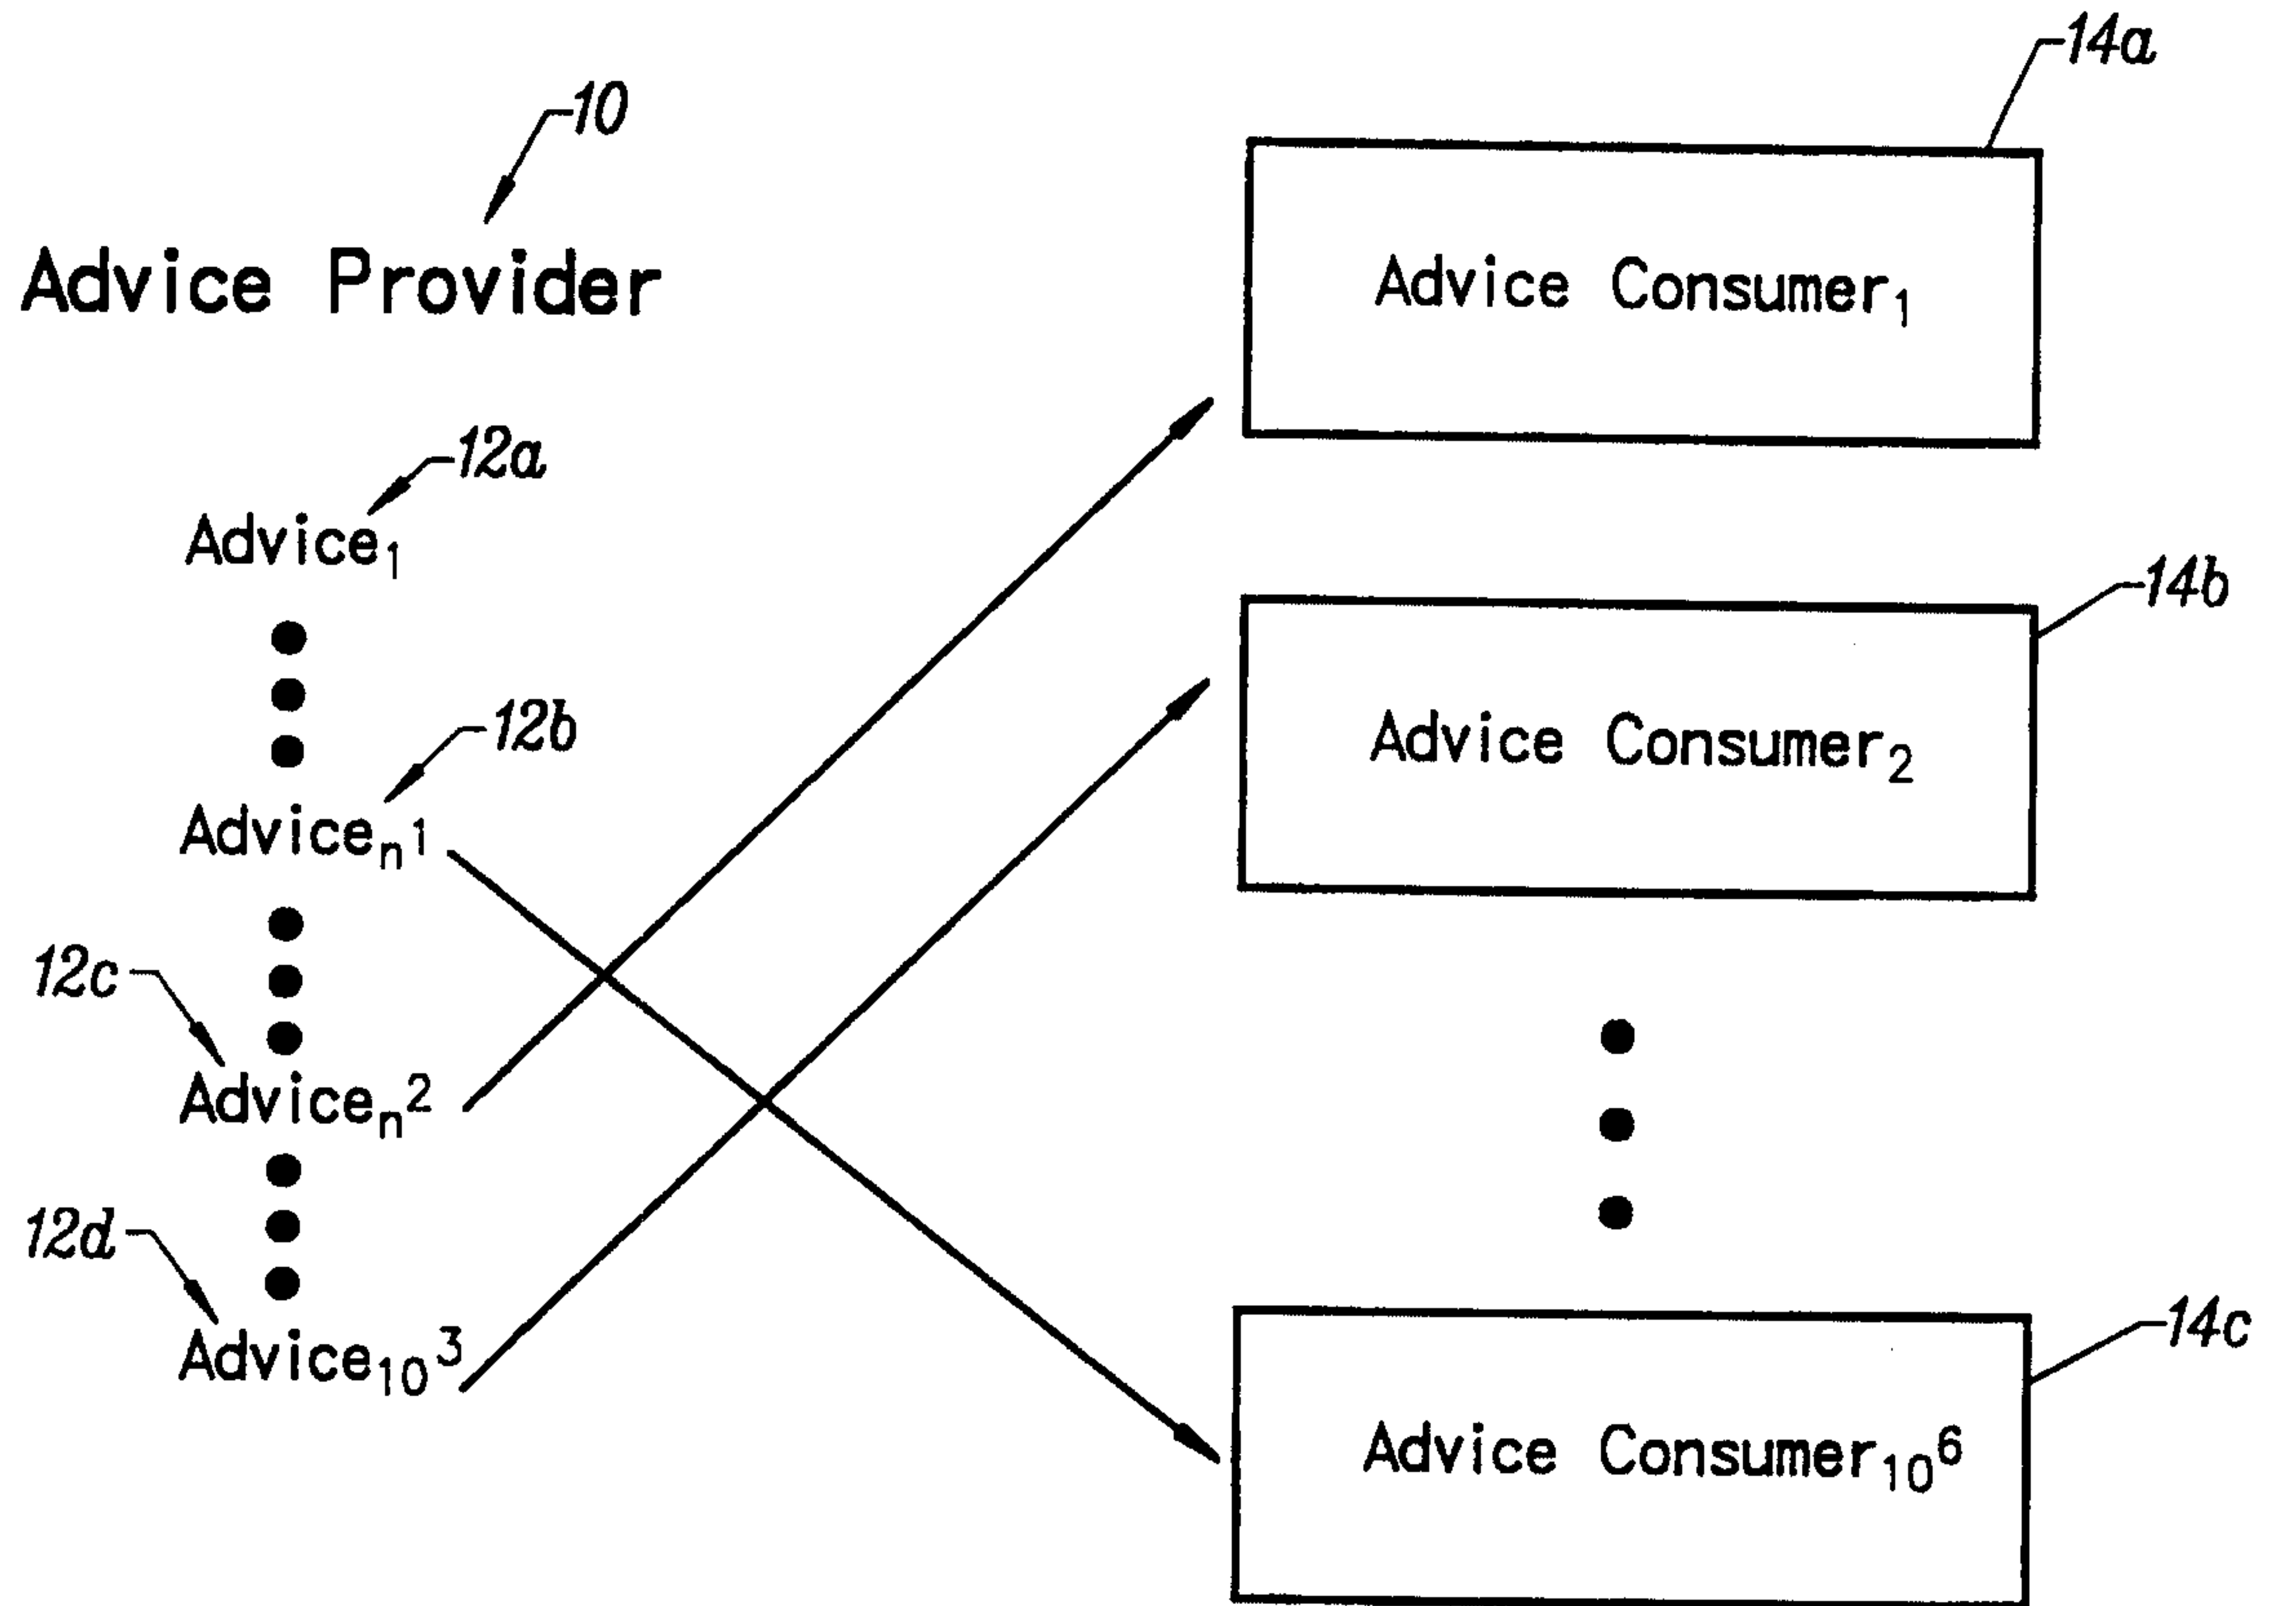 10
Advice Provider
12a
Advice₁
12b
Adviceₙ1
12c
Adviceₙ2
12d
Advice₁₀3
14a
Advice Consumer₁
14b
Advice Consumer₂
14c
Advice Consumer₁₀6